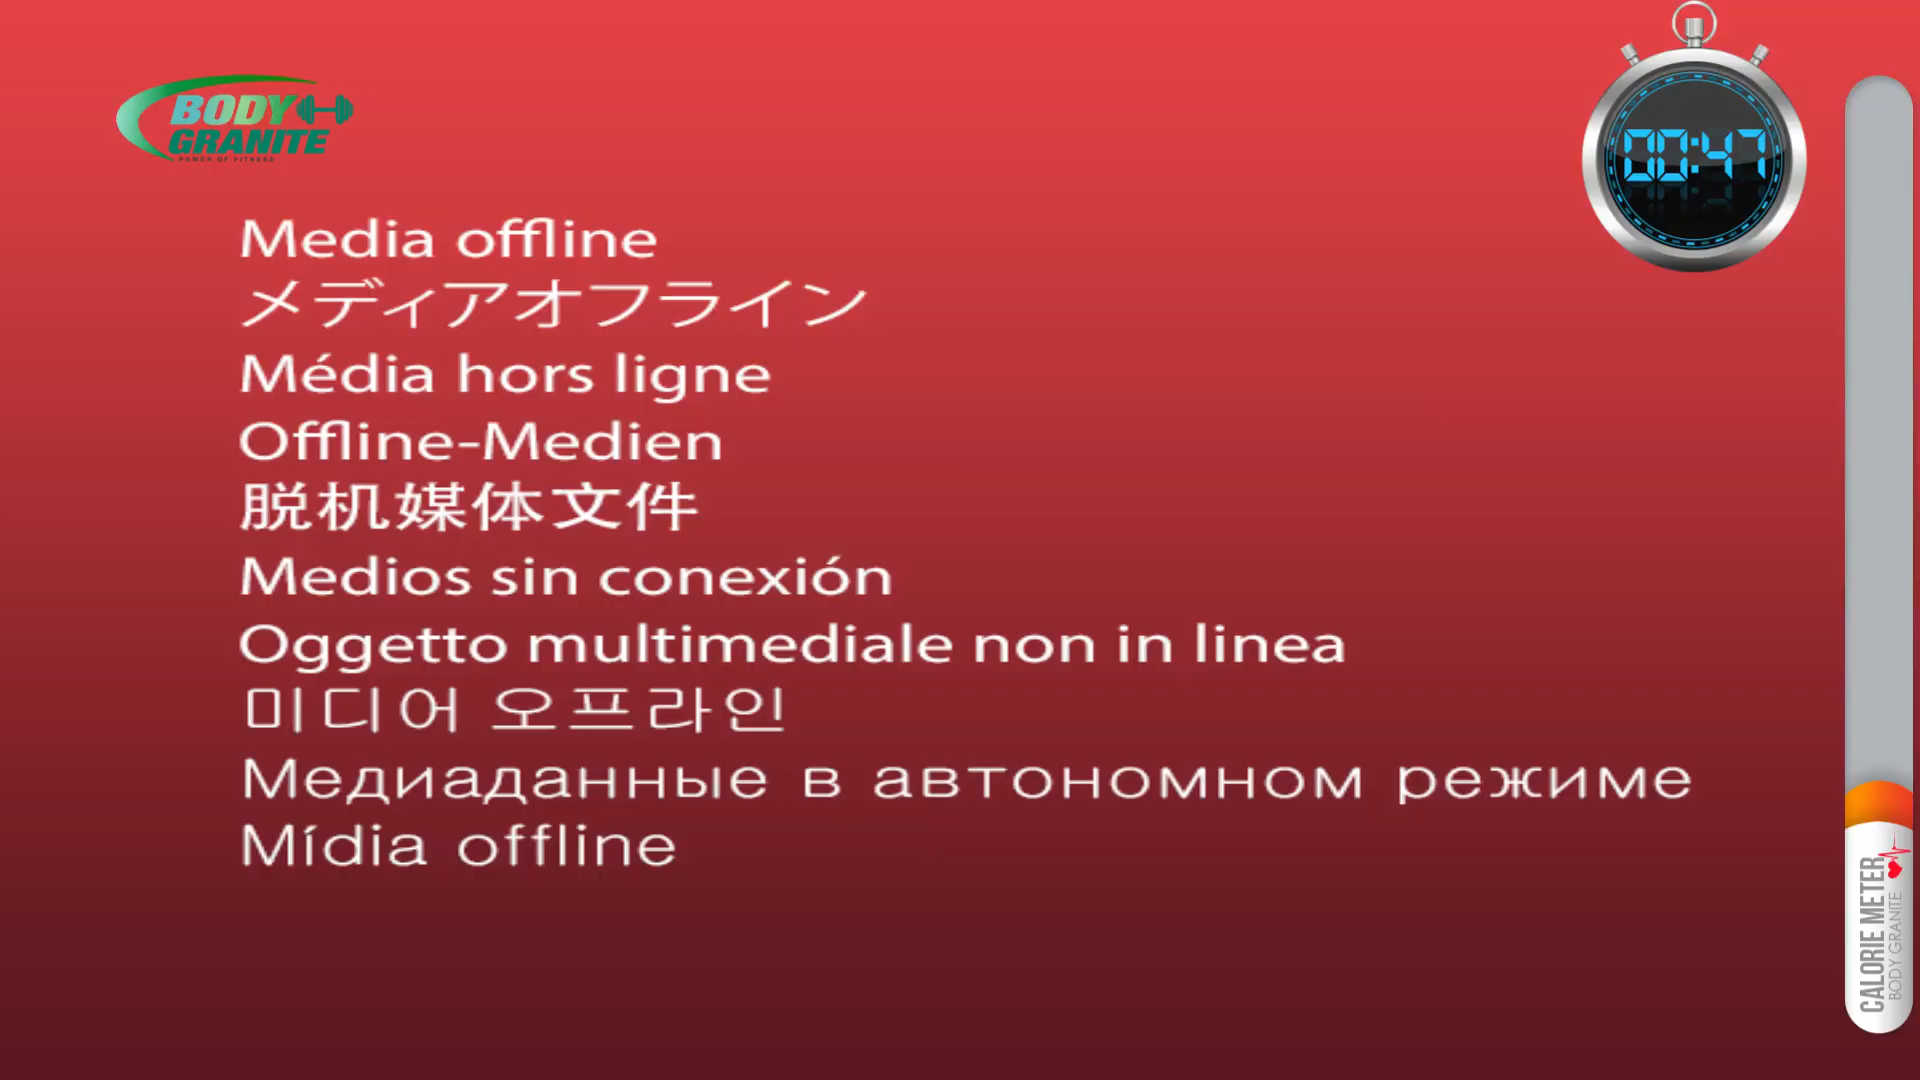 BODY
GRANITE
POWER OF FITNESS
00:47
Media offline
メディアオフライン
Média hors ligne
Offline-Medien
脱机媒体文件
Medios sin conexión
Oggetto multimediale non in linea
미디어 오프라인
Медиаданные в автономном режиме
Mídia offline
CALORIE METER
BODY GRANITE